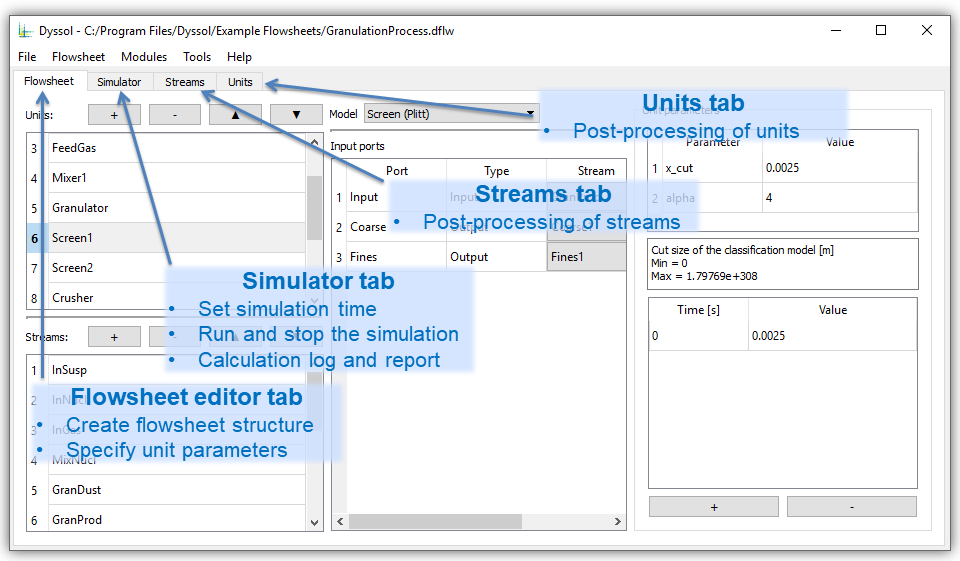 Dyssol - C:/Program Files/Dyssol/Example Flowsheets/GranulationProcess.dflw
File Flowsheet Modules Tools Help
Flowsheet Simulator Streams Units
Units: + - ▲ ▼
3 FeedGas
4 Mixer1
5 Granulator
6 Screen1
7 Screen2
8 Crusher
Streams: + -
1 InSusp
2
3
4 MixNucl
5 GranDust
6 GranProd
Model Screen (Plitt)
Input ports
Port Type Stream
1 Input Input
2 Coarse Output
3 Fines Output Fines1
Unit parameters
Parameter Value
1 x_cut 0.0025
2 alpha 4
Cut size of the classification model [m]
Min = 0
Max = 1.79769e+308
Time [s] Value
0 0.0025
+ -
Units tab
• Post-processing of units
Streams tab
• Post-processing of streams
Simulator tab
• Set simulation time
• Run and stop the simulation
• Calculation log and report
Flowsheet editor tab
• Create flowsheet structure
• Specify unit parameters